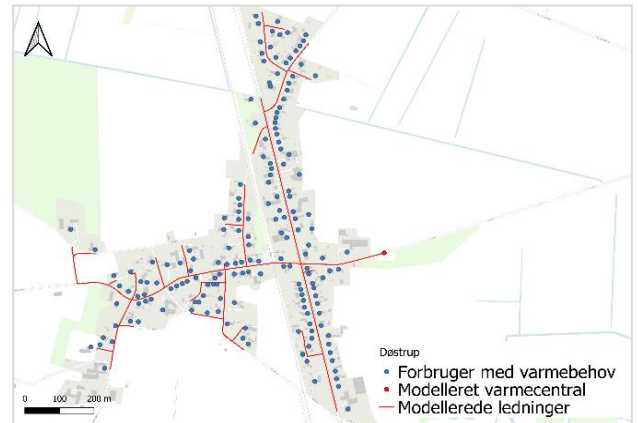 Døstrup
Forbruger med varmebehov
Modelleret varmecentral
Modellerede ledninger
0 100 200 m